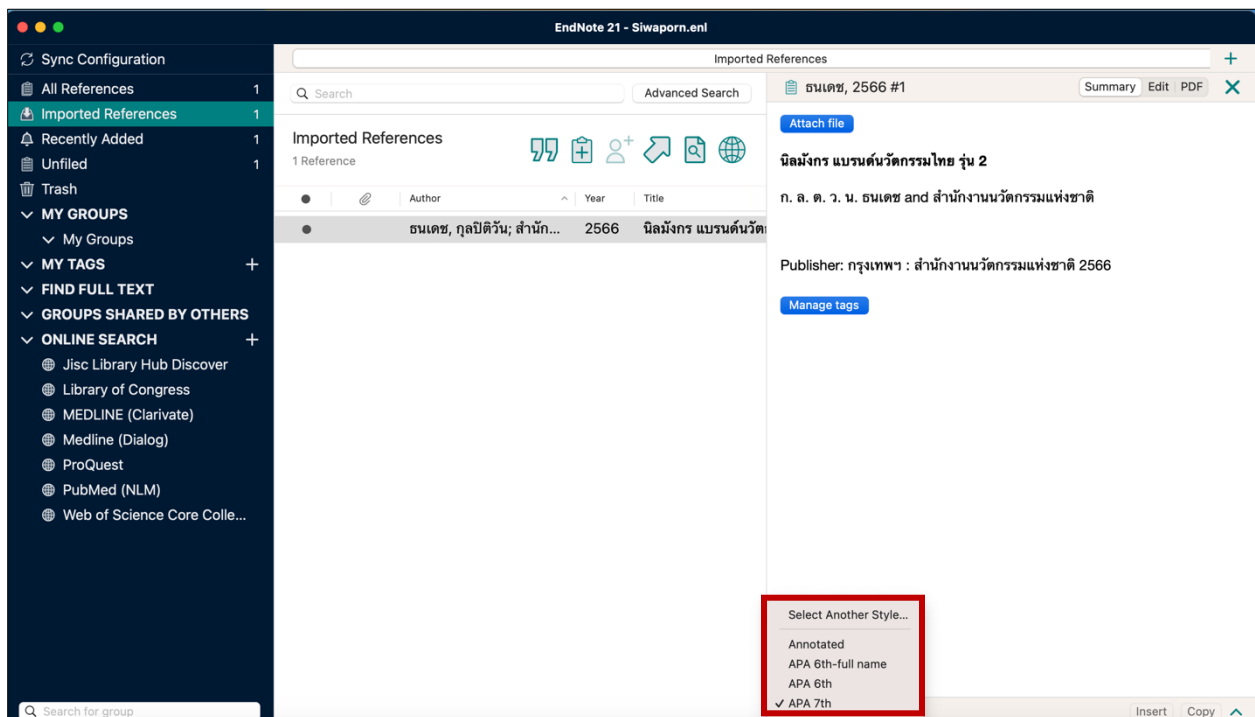 EndNote 21 - Siwaporn.enl
Sync Configuration
All References 1
Imported References 1
Recently Added 1
Unfiled 1
Trash
MY GROUPS
My Groups
MY TAGS +
FIND FULL TEXT
GROUPS SHARED BY OTHERS
ONLINE SEARCH +
Jisc Library Hub Discover
Library of Congress
MEDLINE (Clarivate)
Medline (Dialog)
ProQuest
PubMed (NLM)
Web of Science Core Colle...
Search for group
Imported References +
Search Advanced Search
Imported References
1 Reference
Author Year Title
ธนเดช, กุลปิติวัน; สำนัก... 2566 นิลมังกร แบรนด์นวัต
ธนเดช, 2566 #1 Summary Edit PDF
Attach file
นิลมังกร แบรนด์นวัตกรรมไทย รุ่น 2
ก. ล. ต. ว. น. ธนเดช and สำนักงานนวัตกรรมแห่งชาติ
Publisher: กรุงเทพฯ : สำนักงานนวัตกรรมแห่งชาติ 2566
Manage tags
Select Another Style...
Annotated
APA 6th-full name
APA 6th
✓ APA 7th
Insert Copy